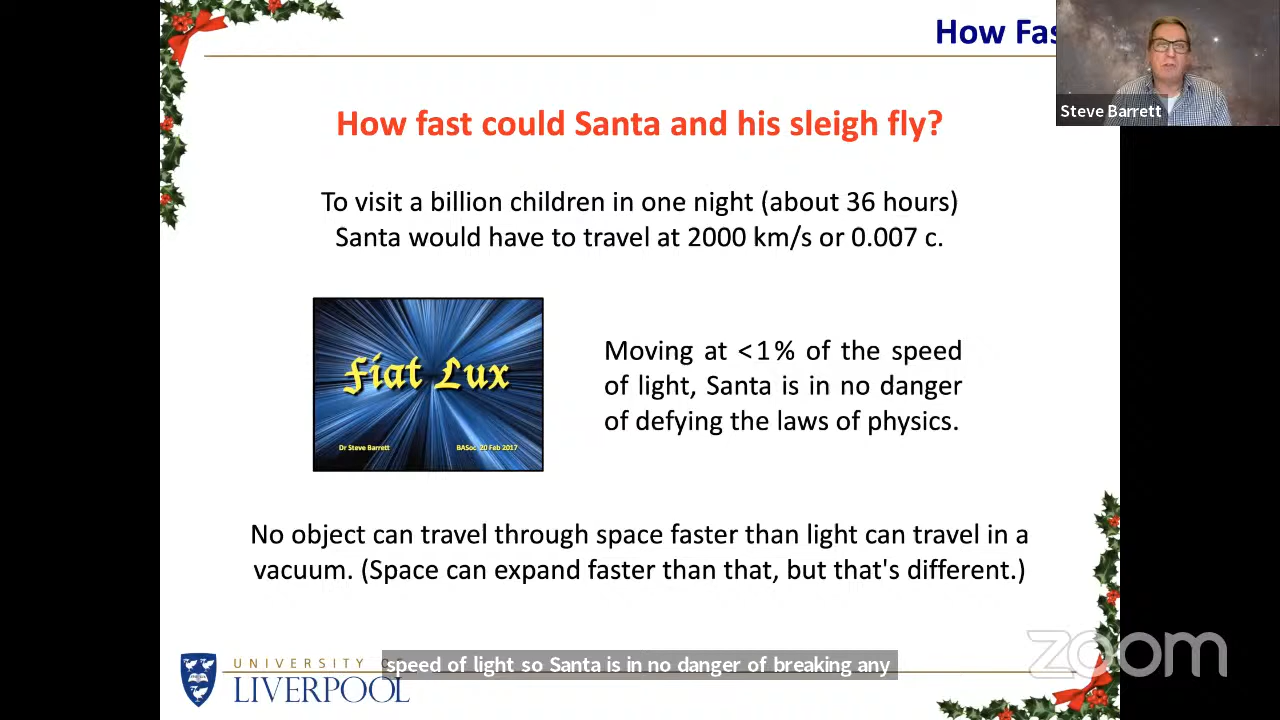 How Fas
Steve Barrett
How fast could Santa and his sleigh fly?
To visit a billion children in one night (about 36 hours)
Santa would have to travel at 2000 km/s or 0.007 c.
Fiat Lux
Dr Steve Barrett BASoc 20 Feb 2017
Moving at <1% of the speed
of light, Santa is in no danger
of defying the laws of physics.
No object can travel through space faster than light can travel in a
vacuum. (Space can expand faster than that, but that's different.)
UNIVERSITY OF
LIVERPOOL
speed of light so Santa is in no danger of breaking any
zoom